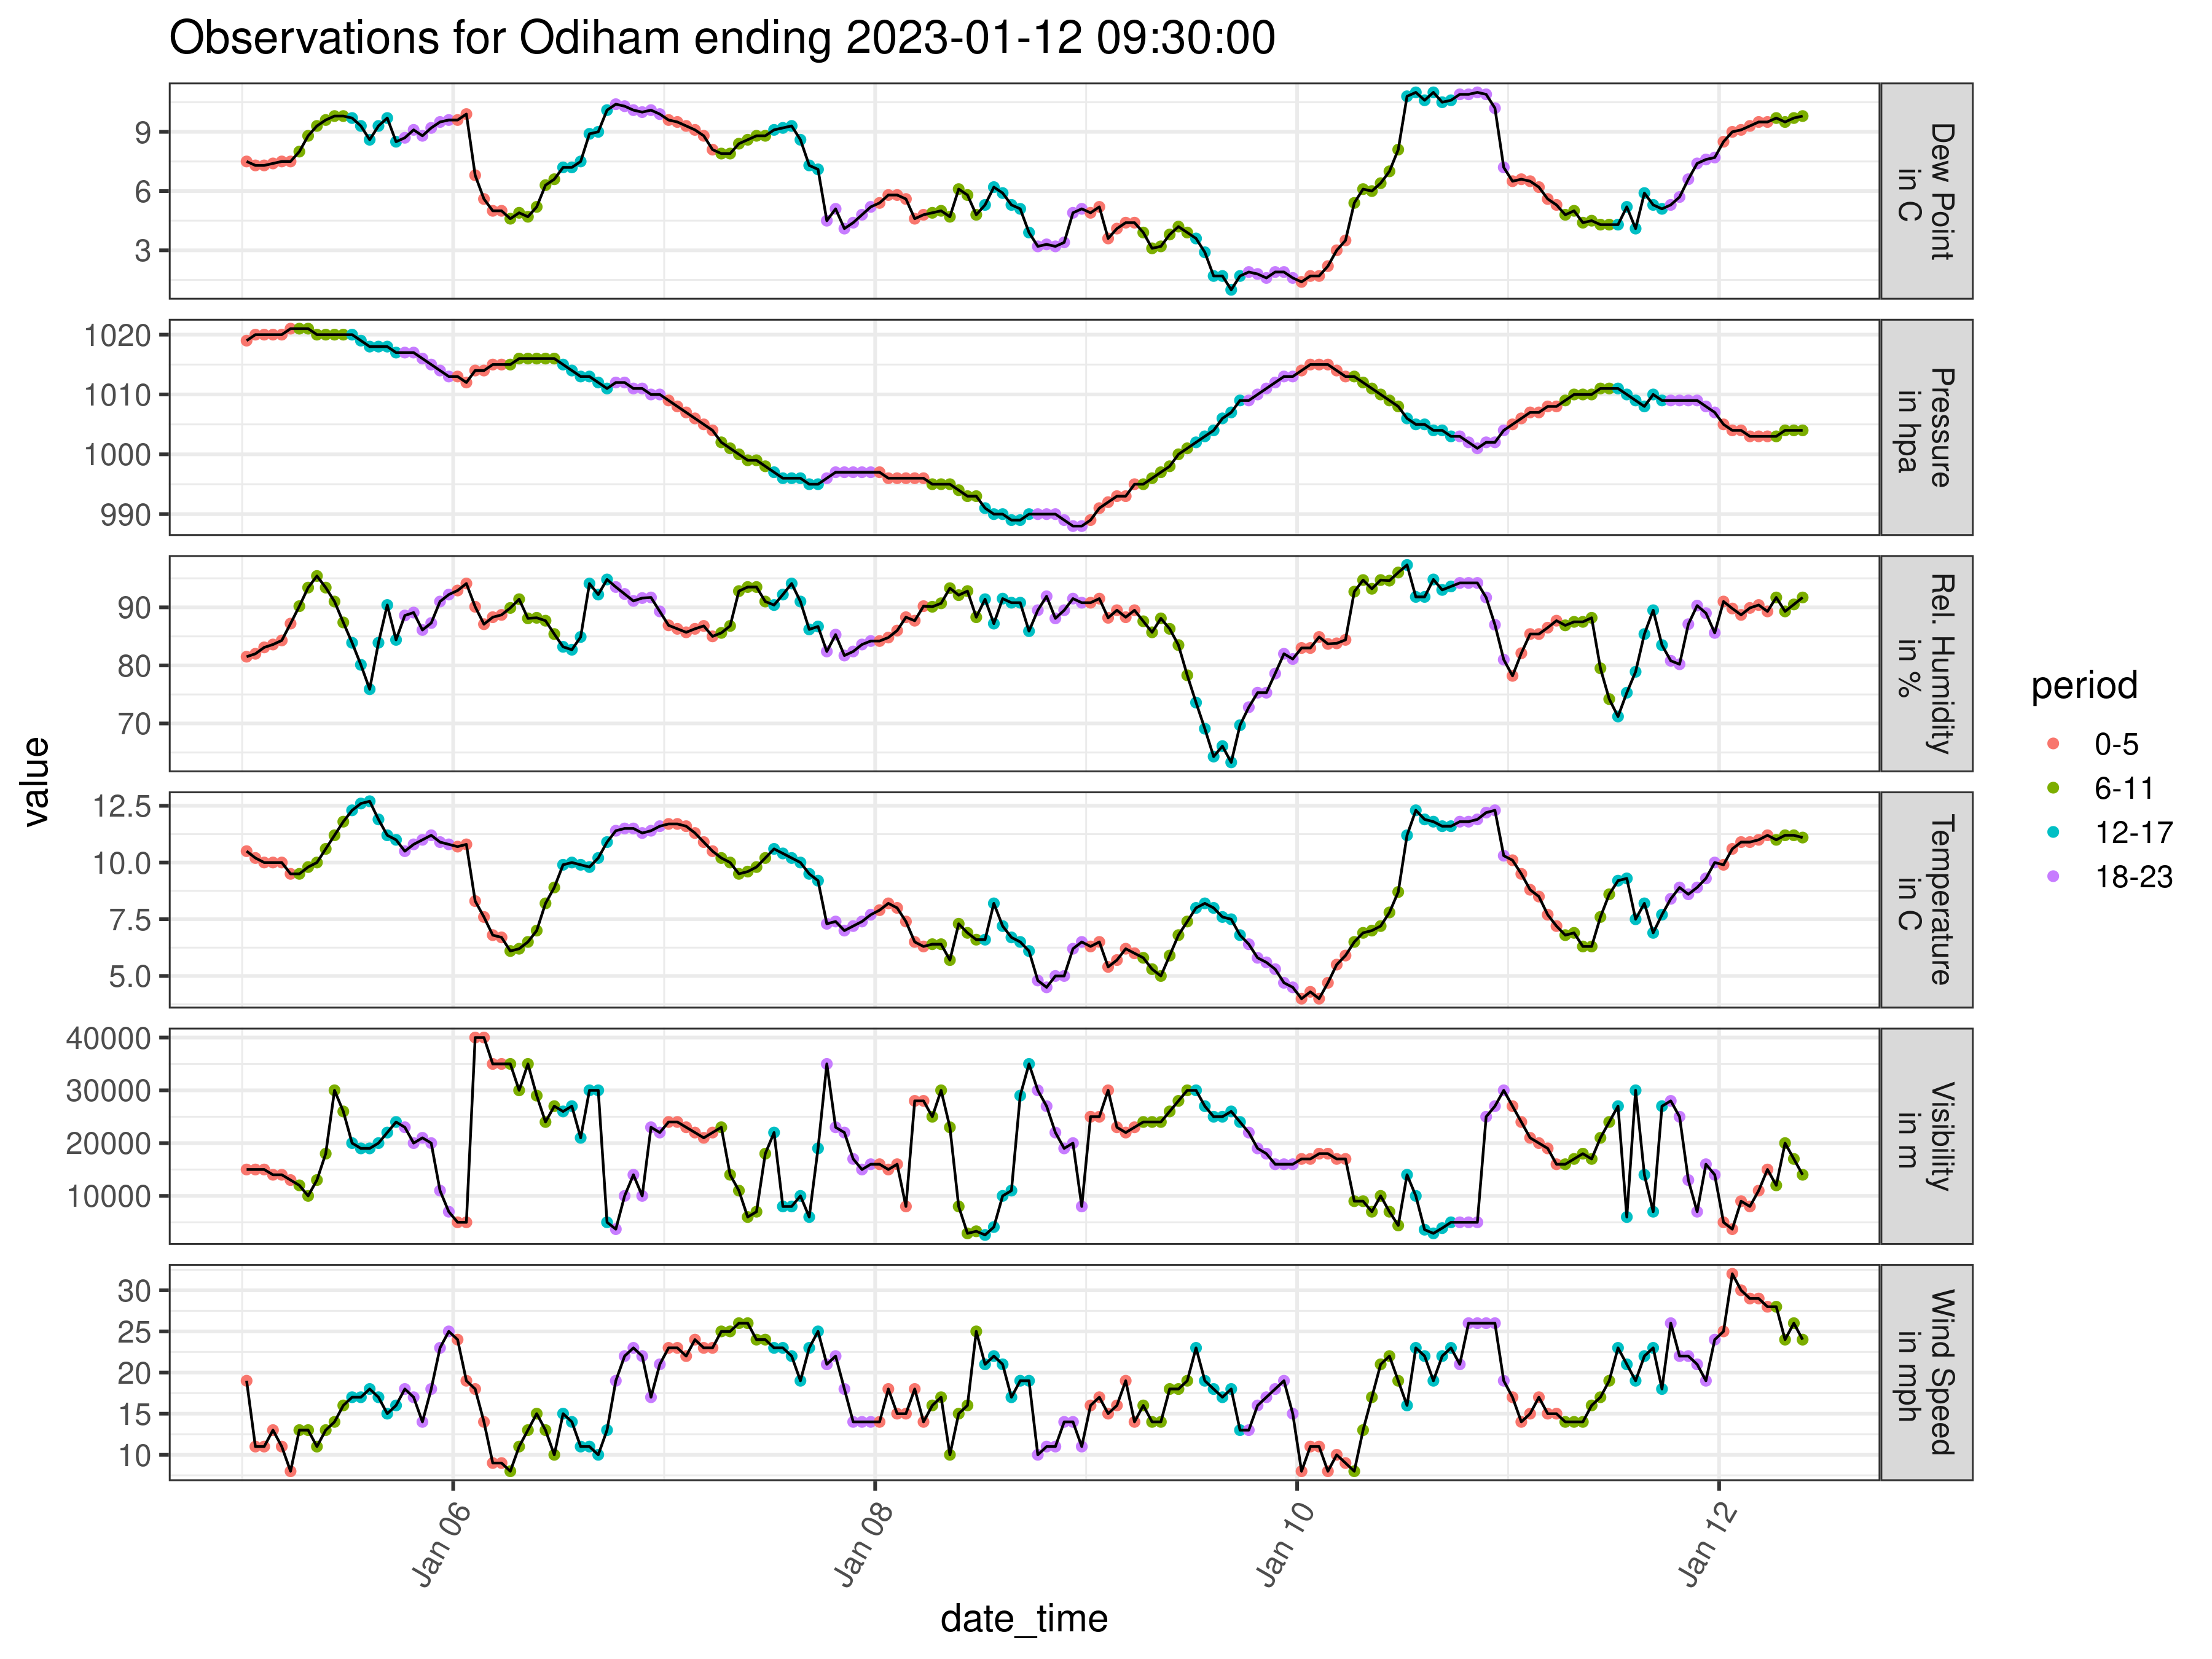 Observations for Odiham ending 2023-01-12 09:30:00
value
9
6
3
Dew Point
in C
1020
1010
1000
990
Pressure
in hpa
90
80
70
Rel. Humidity
in %
12.5
10.0
7.5
5.0
Temperature
in C
40000
30000
20000
10000
Visibility
in m
30
25
20
15
10
Wind Speed
in mph
Jan 06
Jan 08
Jan 10
Jan 12
date_time
period
0-5
6-11
12-17
18-23